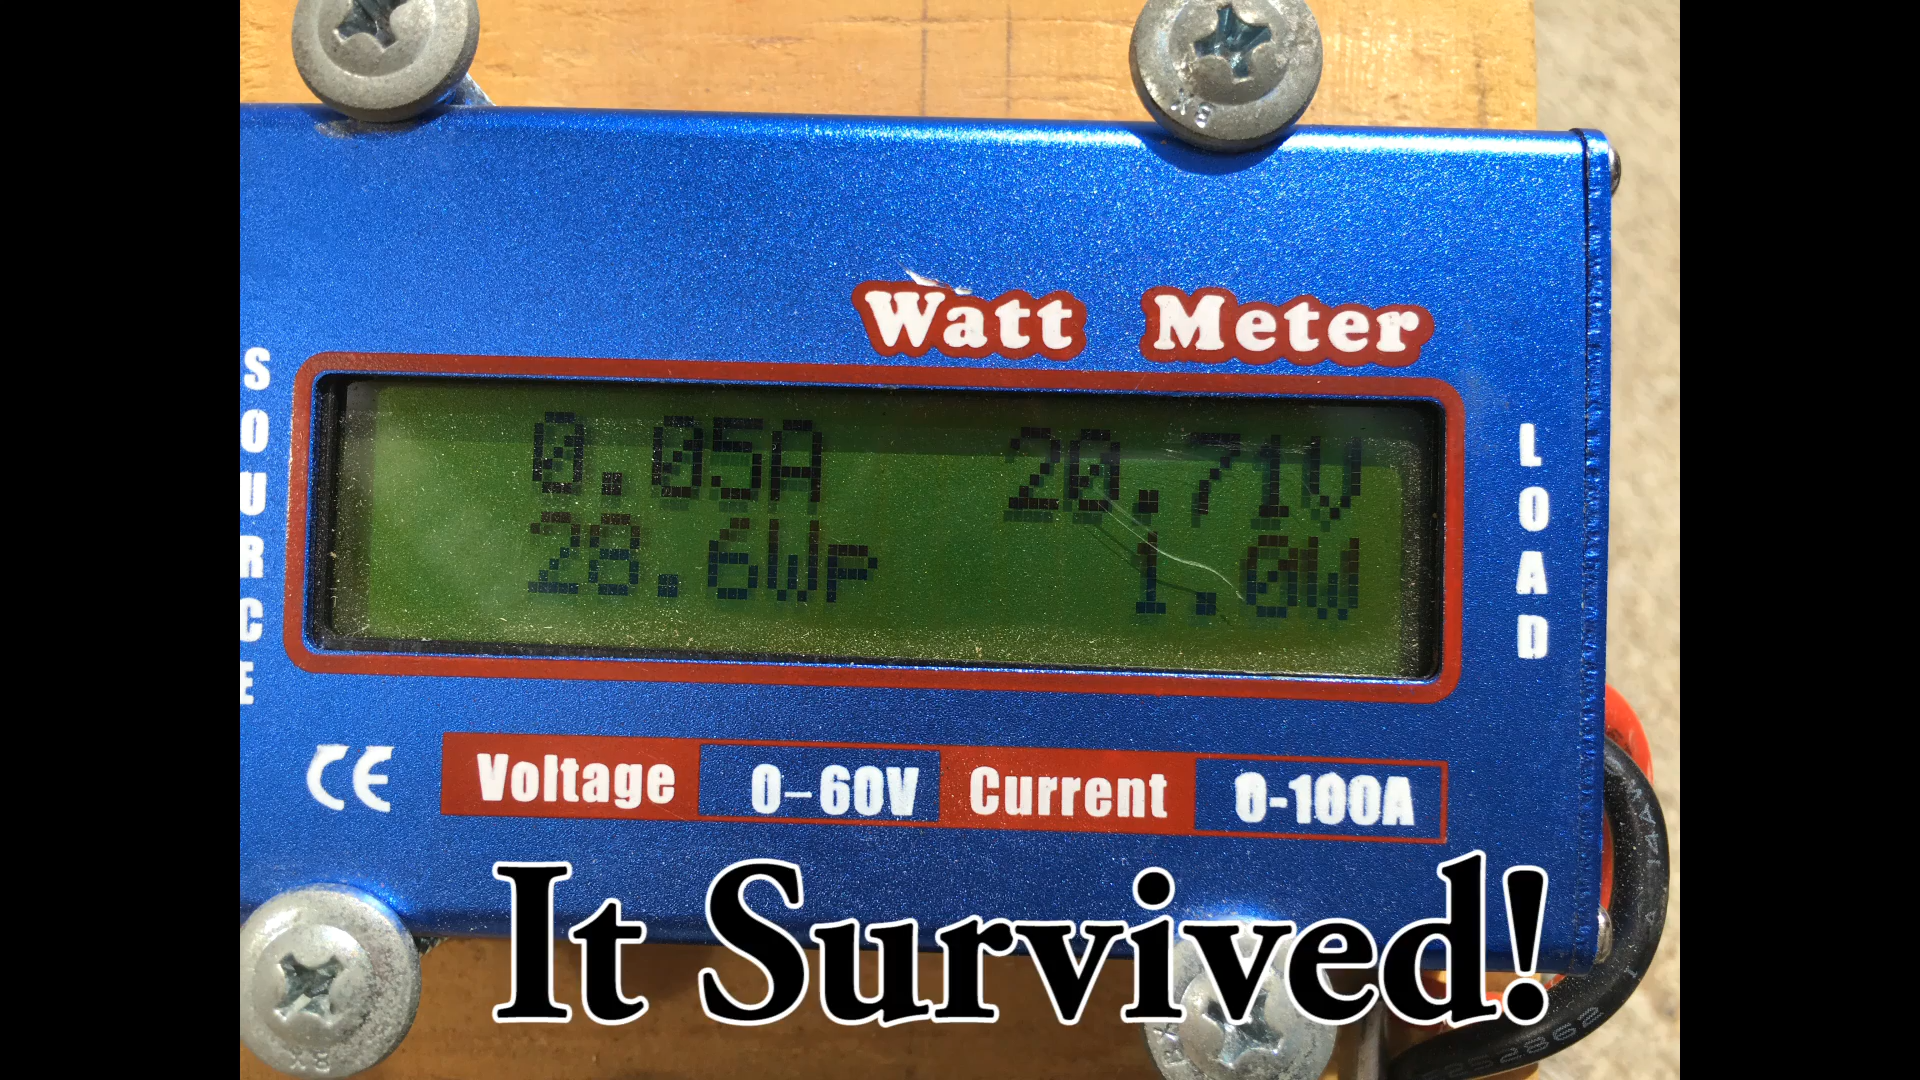 Watt Meter
SOURCE
0.05A 20.71V
28.6Wp 1.0W
LOAD
CE Voltage 0-60V Current 0-100A
It Survived!